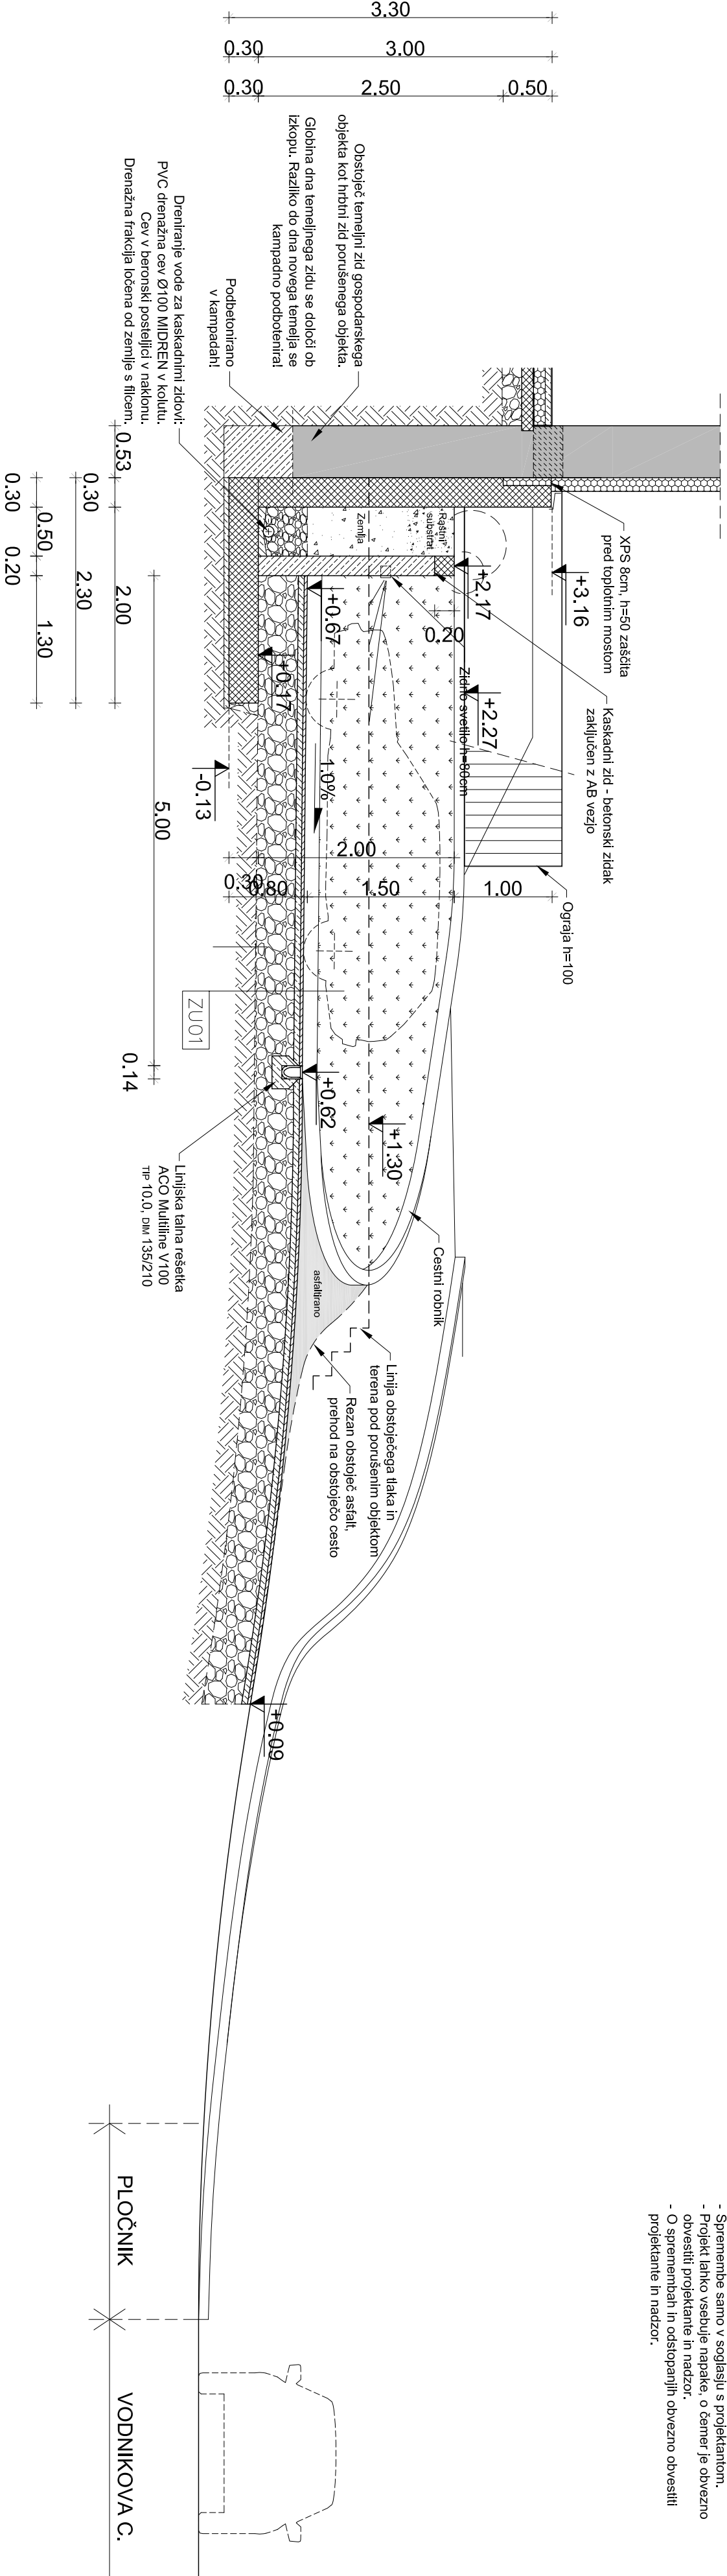 3.30
0.30
3.00
0.30
2.50
0.50
Obstoječ temeljni zid gospodarskega
objekta kot hrbtni zid porušenega objekta.
Globina dna temeljnega zidu se določi ob
izkopu. Razliko do dna novega temelja se
kampadno podbotenira!
Podbetonirano
v kampadah!
Dreniranje vode za kaskadnimi zidovi:
PVC drenažna cev Ø100 MIDREN v kolutu.
Cev v beronski posteljici v naklonu.
Drenažna frakcija ločena od zemlje s filcem.
XPS 8cm, h=50 zaščita
pred toplotnim mostom
Kaskadni zid - betonski zidak
zaključen z AB vezjo
Ograja h=100
+3.16
+2.17
+2.27
0.20
Rastni
substrat
Zemlja
Zidno svetilo h=80cm
+0.67
+0.17
-0.13
1.0%
2.00
0.30
0.80
1.50
1.00
0.53
2.00
0.30
2.30
0.50
1.30
0.30
0.20
5.00
0.14
ZU01
+0.62
+1.30
Linijska talna rešetka
ACO Multiline V100
TIP 10.0, DIM 135/210
Cestni robnik
asfaltirano
Linija obstoječega tlaka in
terena pod porušenim objektom
Rezan obstoječ asfalt,
prehod na obstoječo cesto
+0.09
PLOČNIK
VODNIKOVA C.
- Spremembe samo v soglasju s projektantom.
- Projekt lahko vsebuje napake, o čemer je obvezno
obvestiti projektante in nadzor.
- O spremembah in odstopanjih obvezno obvestiti
projektante in nadzor.